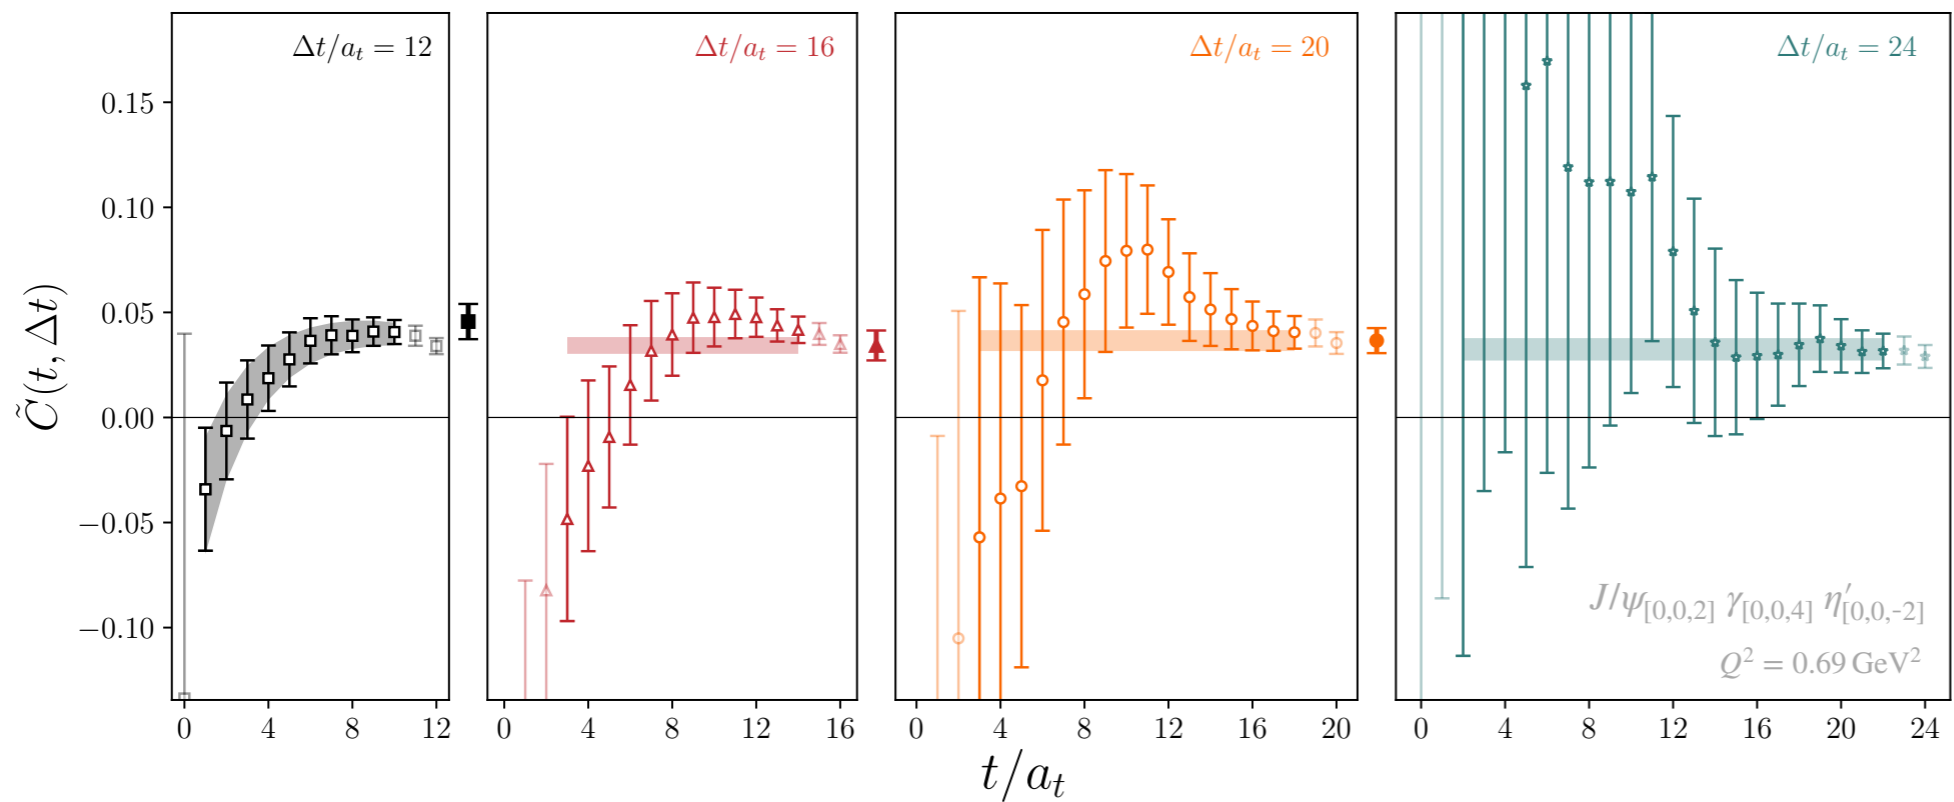 Δt/a_t = 12
Δt/a_t = 16
Δt/a_t = 20
Δt/a_t = 24
0.15
0.10
0.05
0.00
−0.05
−0.10
C̃(t, Δt)
J/ψ[0,0,2] γ[0,0,4] η′[0,0,-2]
Q² = 0.69 GeV²
0 4 8 12
0 4 8 12 16
0 4 8 12 16 20
0 4 8 12 16 20 24
t/a_t